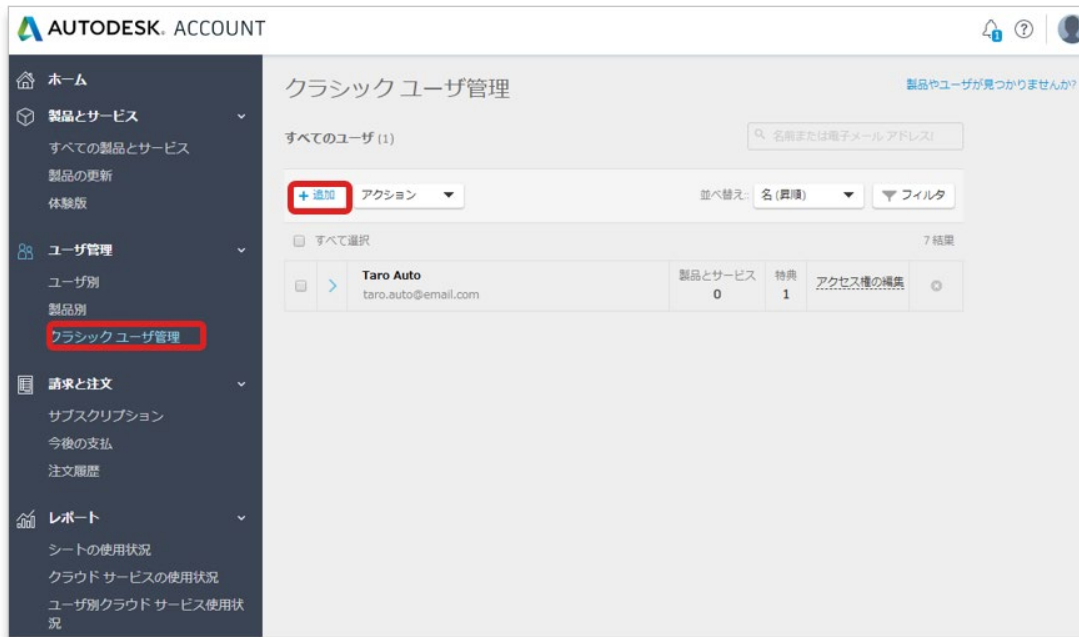 AUTODESK. ACCOUNT
1
ホーム
製品とサービス
すべての製品とサービス
製品の更新
体験版
ユーザ管理
ユーザ別
製品別
クラシック ユーザ管理
請求と注文
サブスクリプション
今後の支払
注文履歴
レポート
シートの使用状況
クラウド サービスの使用状況
ユーザ別クラウド サービス使用状
況
クラシック ユーザ管理
製品やユーザが見つかりませんか?
すべてのユーザ (1)
名前または電子メール アドレス/
+ 追加 アクション 並べ替え:: 名 (昇順) フィルタ
すべて選択 7 結果
Taro Auto 製品とサービス 特典 アクセス権の編集
taro.auto@email.com 0 1